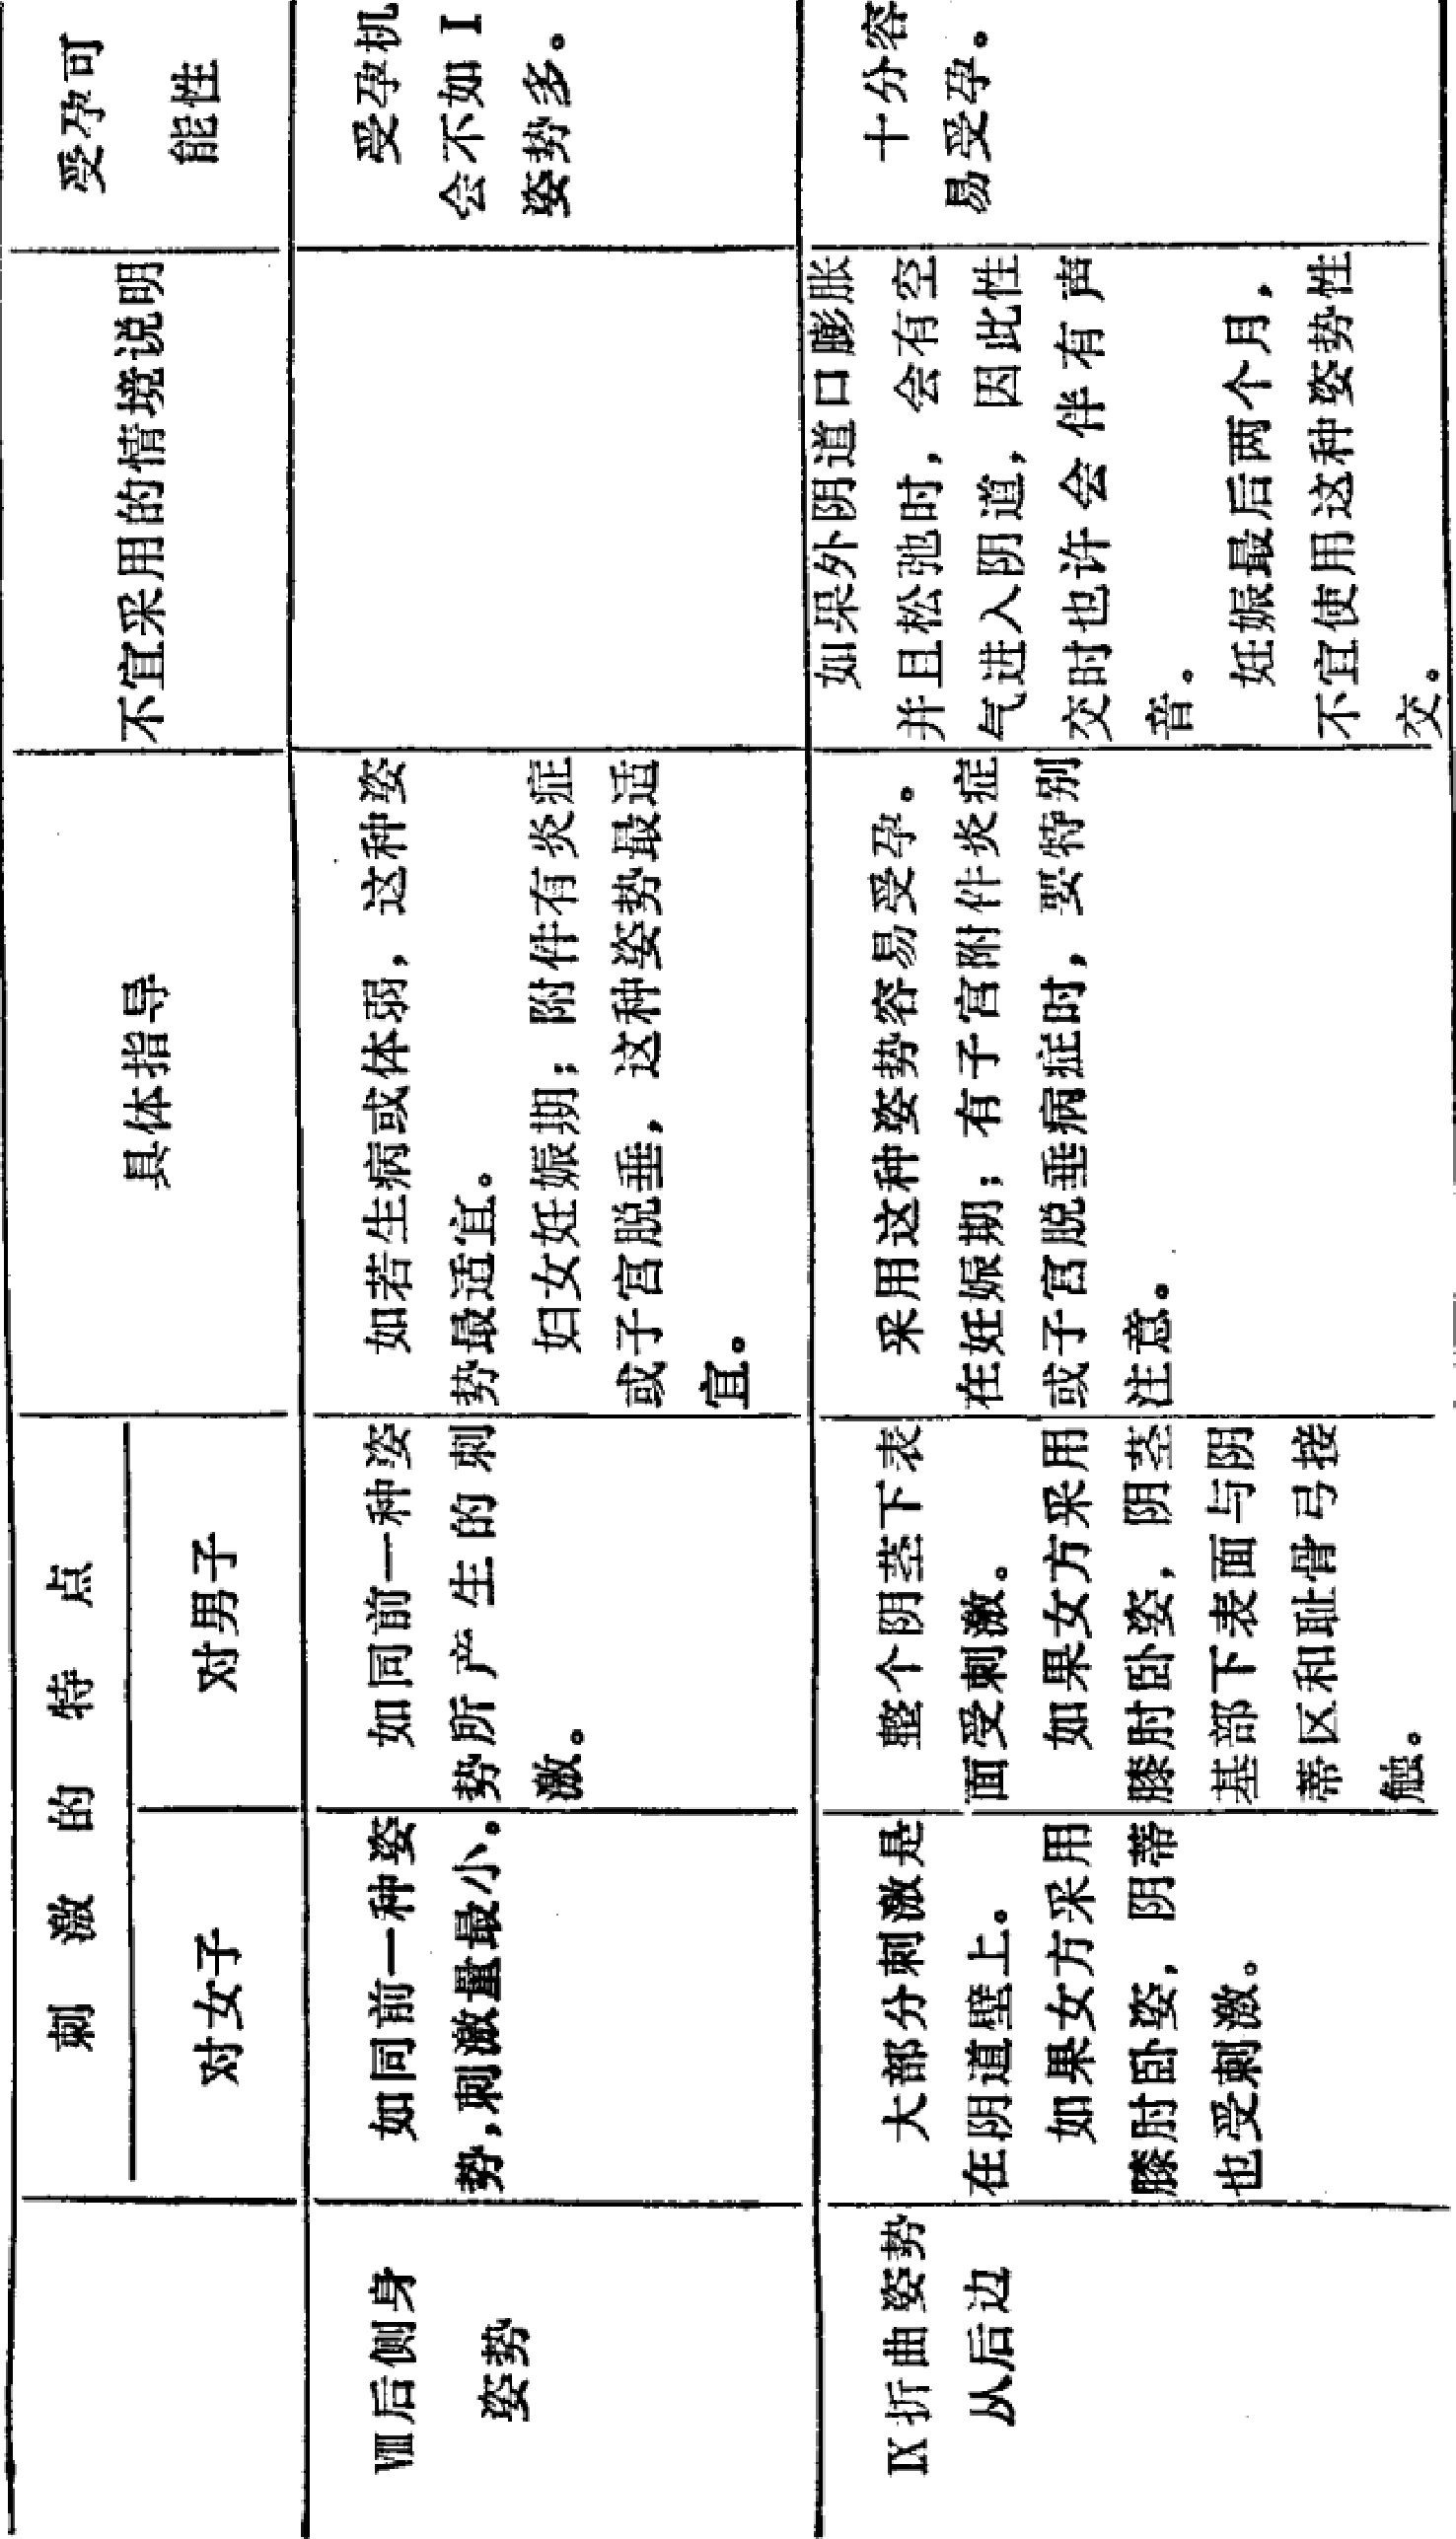 刺激的特点
对女子
对男子
具体指导
不宜采用的情境说明
受孕可
能性
Ⅷ后侧身
姿势
如同前一种姿
势,刺激量最小。
如同前一种姿
势所产生的刺
激。
如若生病或体弱，这种姿
势最适宜。
妇女妊娠期；附件有炎症
或子宫脱垂，这种姿势最适
宜。
受孕机
会不如Ⅰ
姿势多。
Ⅸ折曲姿势
从后边
大部分刺激是
在阴道壁上。
如果女方采用
膝肘卧姿，阴蒂
也受刺激。
整个阴茎下表
面受刺激。
如果女方采用
膝肘卧姿，阴茎
基部下表面与阴
蒂区和耻骨弓接
触。
采用这种姿势容易受孕。
在妊娠期；有子宫附件炎症
或子宫脱垂病症时，要特别
注意。
如果外阴道口膨胀
并且松弛时，会有空
气进入阴道，因此性
交时也许会伴有声
音。
妊娠最后两个月，
不宜使用这种姿势性
交。
十分容
易受孕。